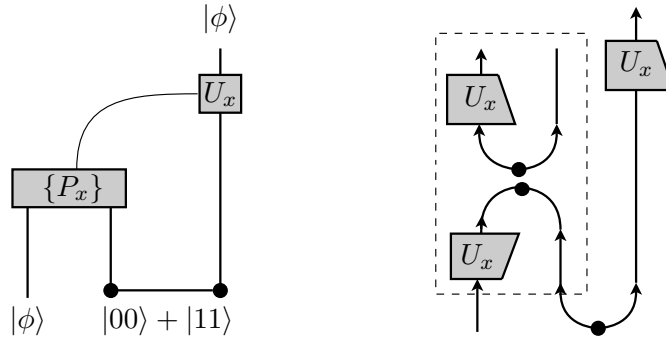 |ϕ⟩
U_x
{P_x}
|ϕ⟩ |00⟩ + |11⟩
U_x
U_x
U_x